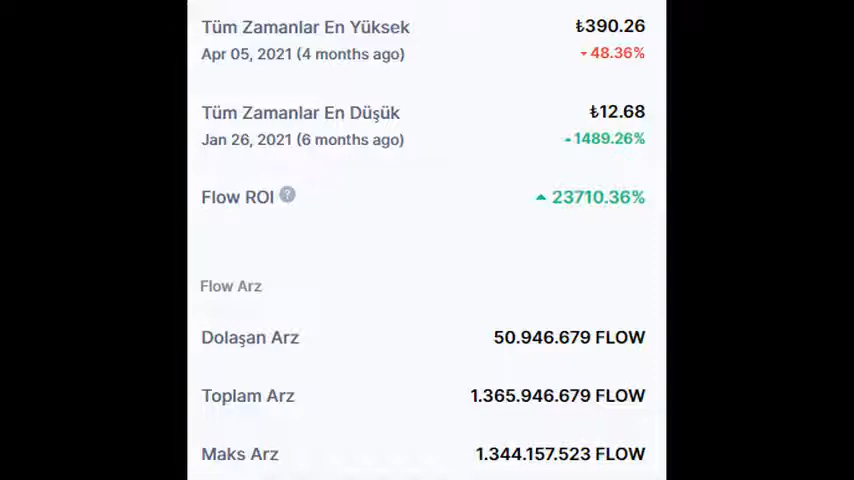 Tüm Zamanlar En Yüksek ₺390.26
Apr 05, 2021 (4 months ago) 48.36%
Tüm Zamanlar En Düşük ₺12.68
Jan 26, 2021 (6 months ago) 1489.26%
Flow ROI ? 23710.36%
Flow Arz
Dolaşan Arz 50.946.679 FLOW
Toplam Arz 1.365.946.679 FLOW
Maks Arz 1.344.157.523 FLOW